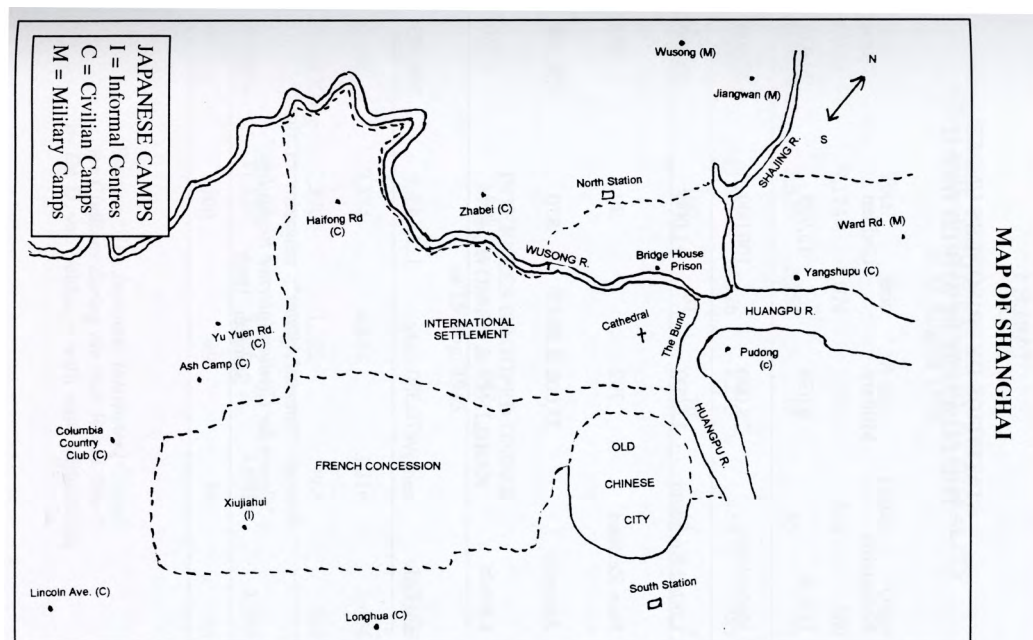 MAP OF SHANGHAI
JAPANESE CAMPS
I = Informal Centres
C = Civilian Camps
M = Military Camps
Wusong (M)
Jiangwan (M)
N
S
SHAJING R.
North Station
Zhabei (C)
Haifong Rd
(C)
WUSONG R.
Bridge House
Prison
Ward Rd. (M)
Yangshupu (C)
HUANGPU R.
Cathedral
The Bund
Pudong
(c)
INTERNATIONAL
SETTLEMENT
Yu Yuen Rd.
(C)
Ash Camp (C)
HUANGPU R.
Columbia
Country
Club (C)
FRENCH CONCESSION
OLD
CHINESE
CITY
Xiujiahui
(I)
South Station
Lincoln Ave. (C)
Longhua (C)